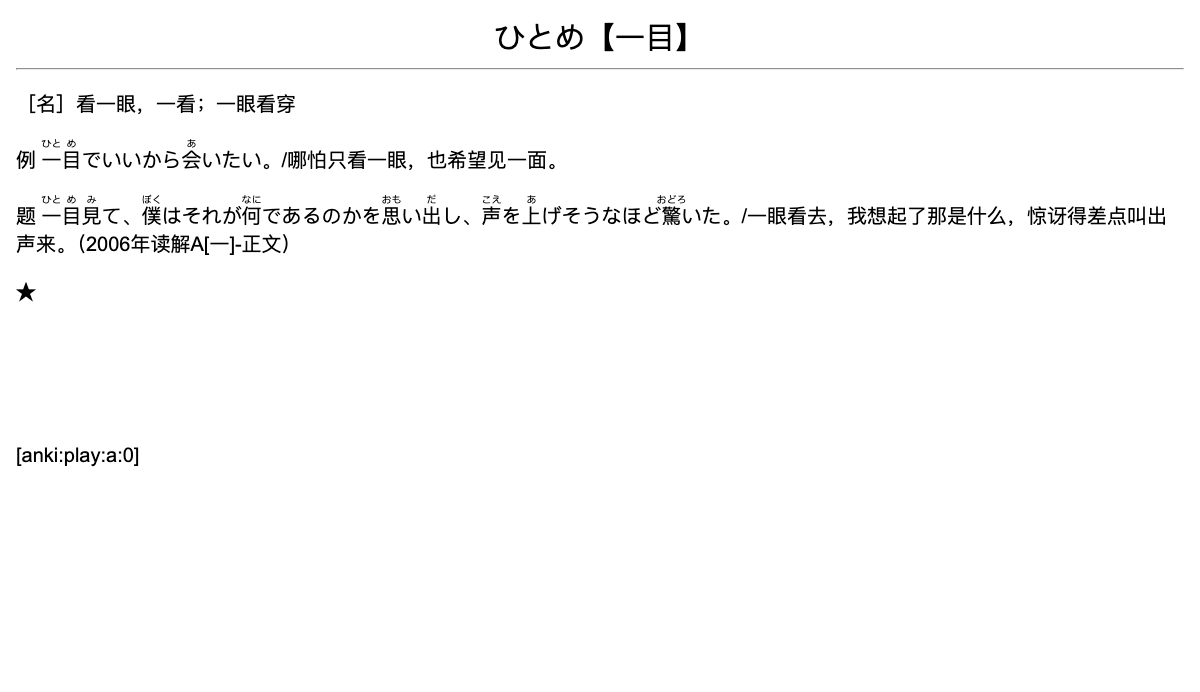 ひとめ【一目】
［名］看一眼，一看；一眼看穿
ひと め あ
例 一目でいいから会いたい。/哪怕只看一眼，也希望见一面。
ひと め み ぼく なに おも だ こえ あ おどろ
题 一目見て、僕はそれが何であるのかを思い出し、声を上げそうなほど驚いた。/一眼看去，我想起了那是什么，惊讶得差点叫出
声来。（2006年读解A[一]-正文）
★
[anki:play:a:0]